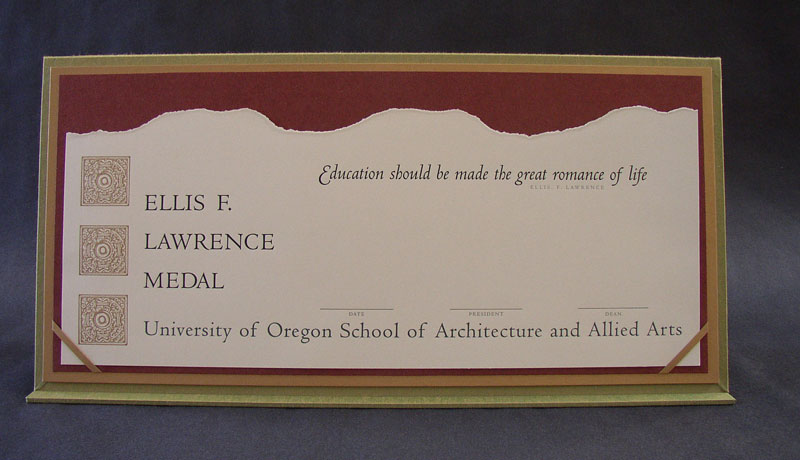 Education should be made the great romance of life
ELLIS F. LAWRENCE
ELLIS F.
LAWRENCE
MEDAL
DATE PRESIDENT DEAN
University of Oregon School of Architecture and Allied Arts